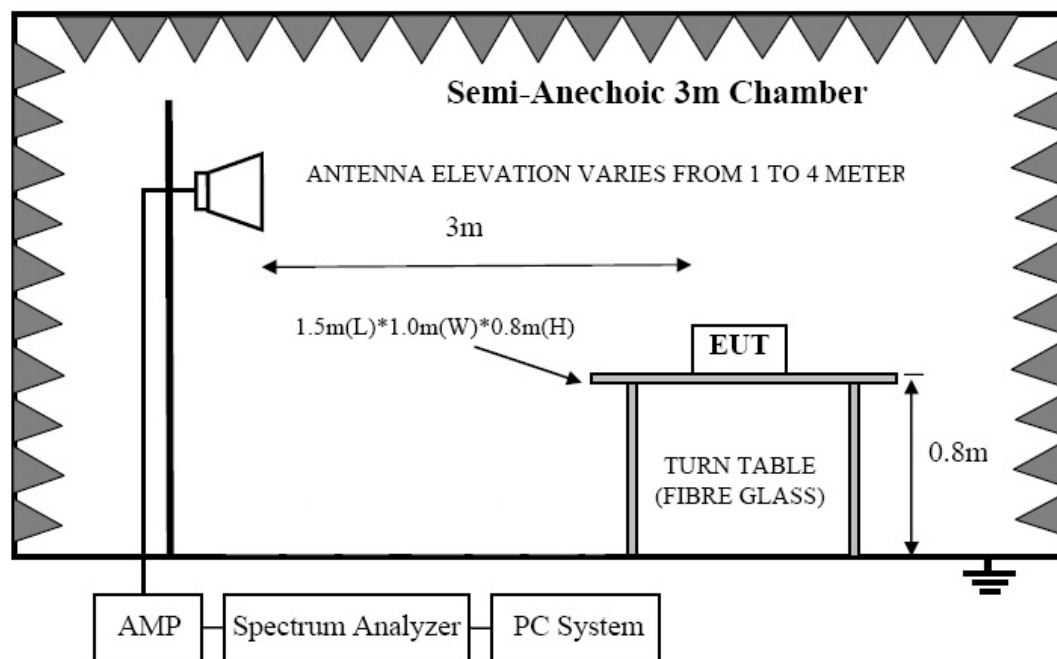 Semi-Anechoic 3m Chamber
ANTENNA ELEVATION VARIES FROM 1 TO 4 METER
3m
1.5m(L)*1.0m(W)*0.8m(H)
EUT
0.8m
TURN TABLE
(FIBRE GLASS)
AMP
Spectrum Analyzer
PC System